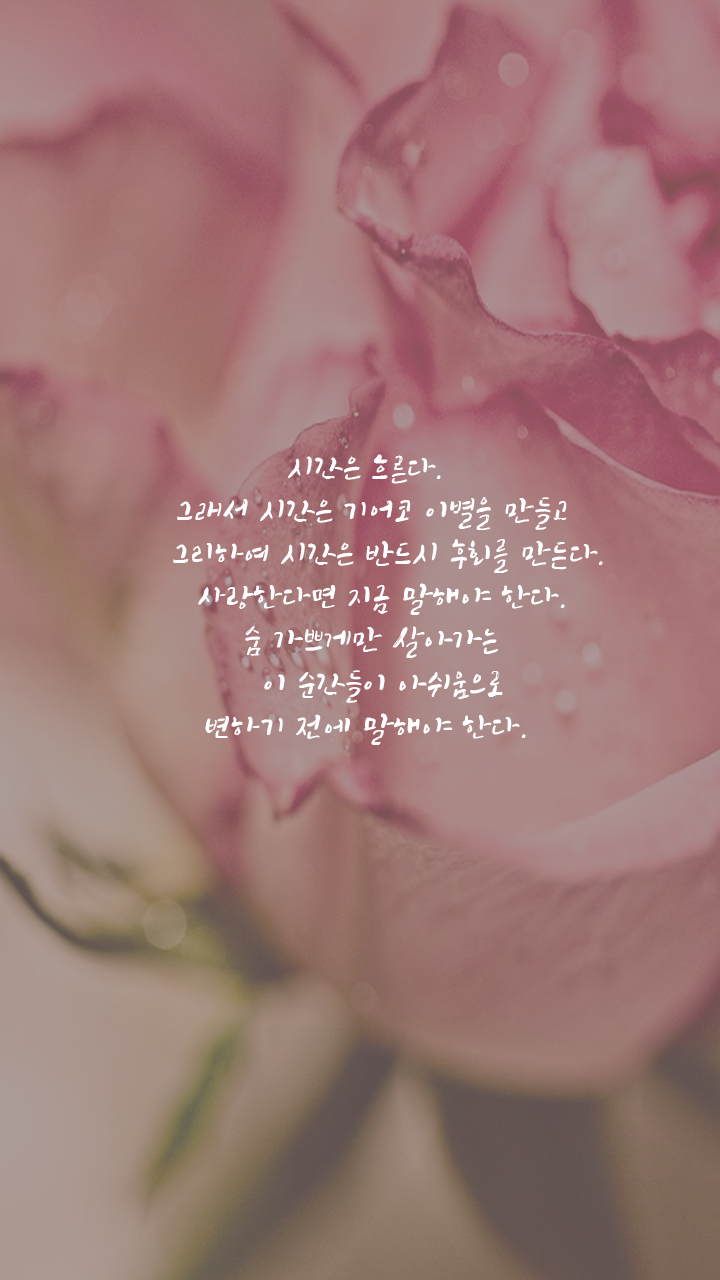 시간은 흐른다.
그래서 시간은 기어코 이별을 만들고
그리하여 시간은 반드시 후회를 만든다.
사랑한다면 지금 말해야 한다.
숨 가쁘게만 살아가는
이 순간들이 아쉬움으로
변하기 전에 말해야 한다.